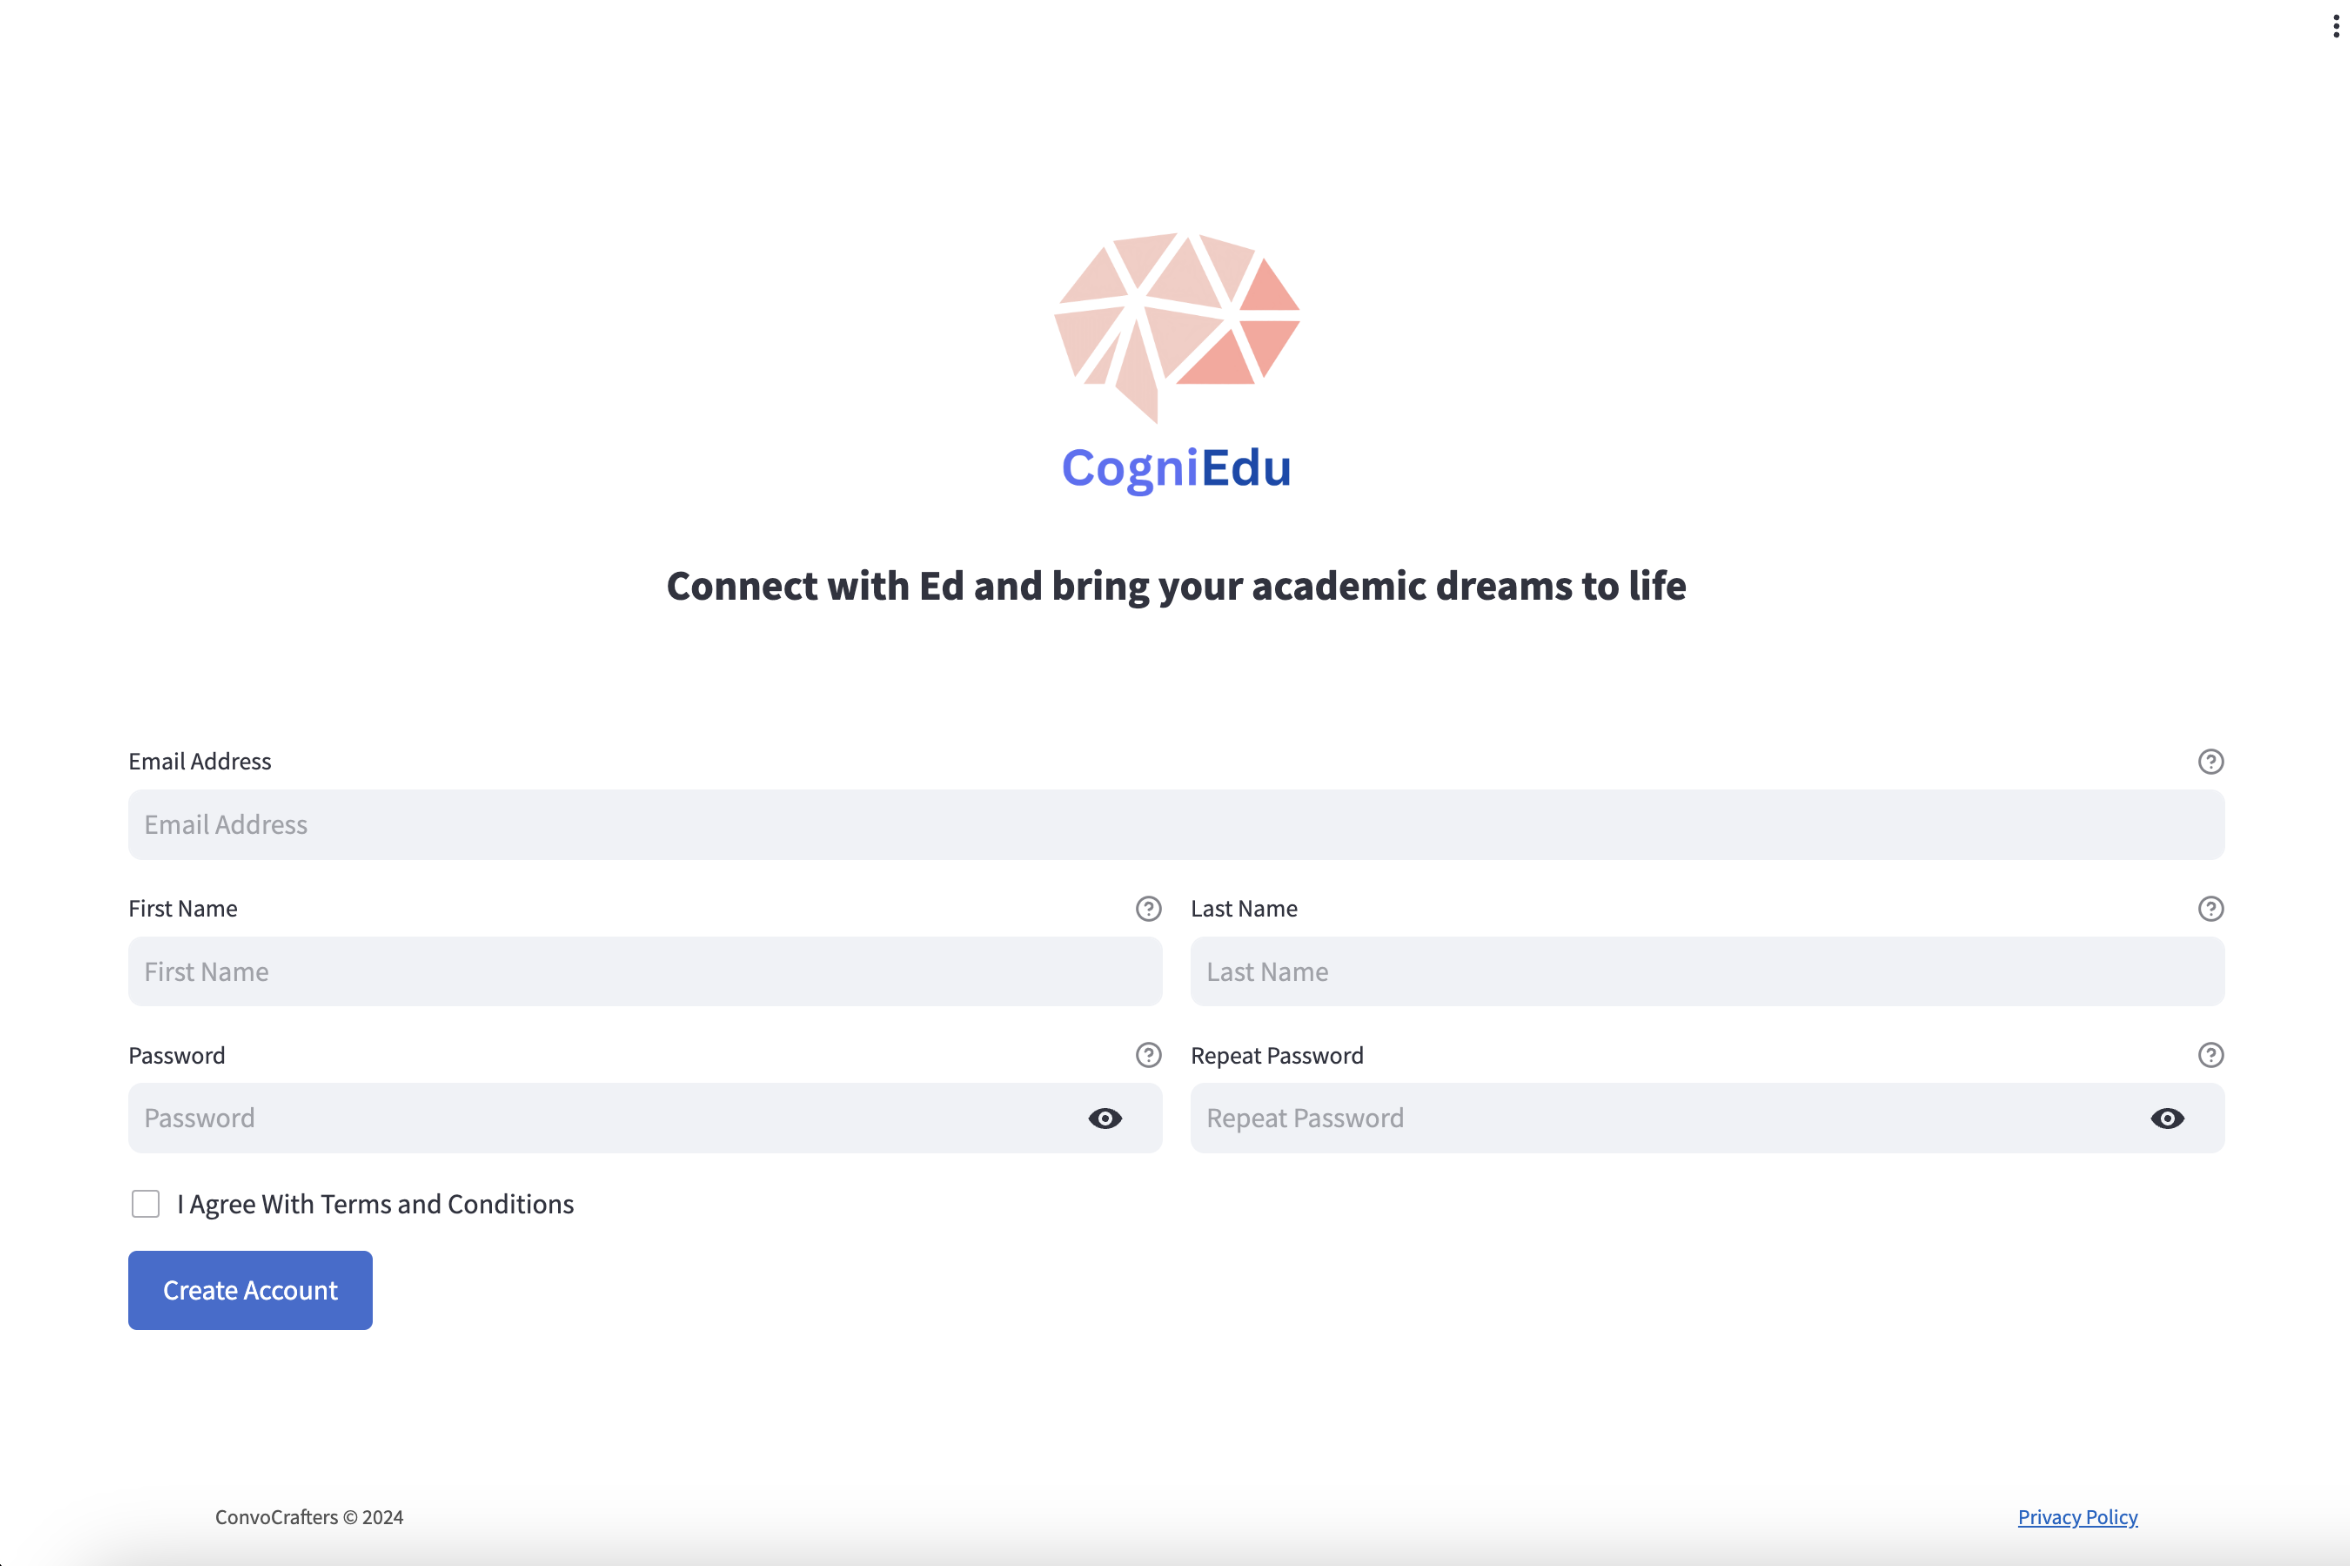 CogniEdu
Connect with Ed and bring your academic dreams to life
Email Address
Email Address
First Name
Last Name
First Name
Last Name
Password
Repeat Password
Password
Repeat Password
I Agree With Terms and Conditions
Create Account
ConvoCrafters © 2024
Privacy Policy